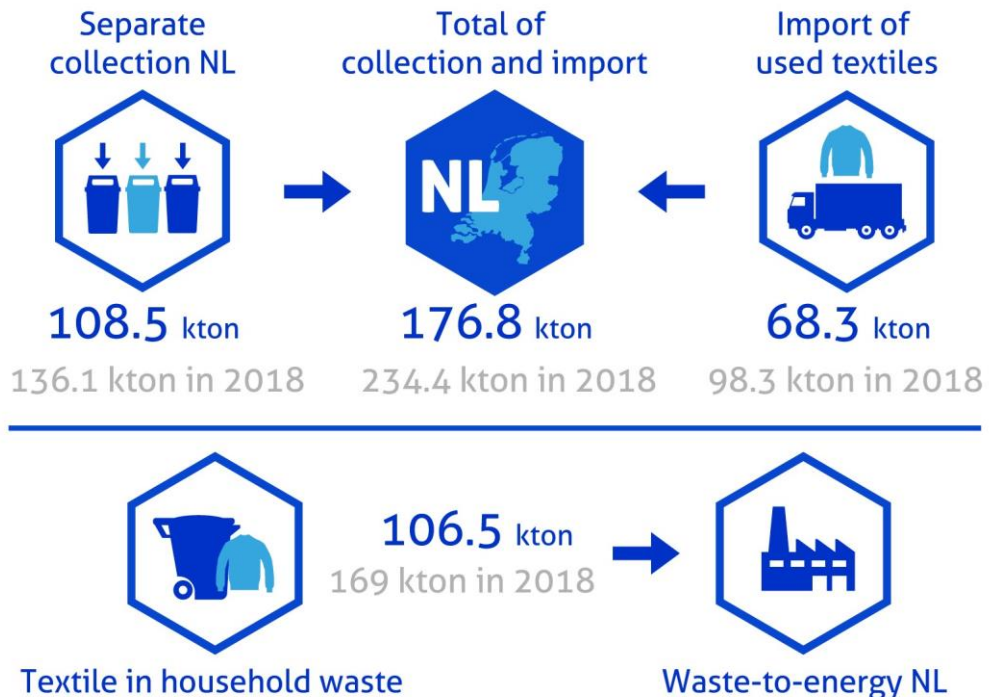 Separate
collection NL
Total of
collection and import
Import of
used textiles
NL
108.5 kton
176.8 kton
68.3 kton
136.1 kton in 2018
234.4 kton in 2018
98.3 kton in 2018
106.5 kton
169 kton in 2018
Textile in household waste
Waste-to-energy NL